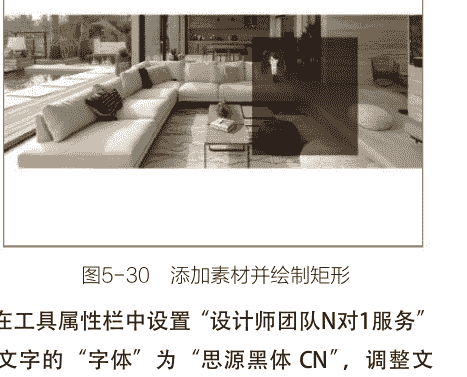 图5-30 添加素材并绘制矩形
在工具属性栏中设置“设计师团队N对1服务”
文字的“字体”为“思源黑体 CN”，调整文